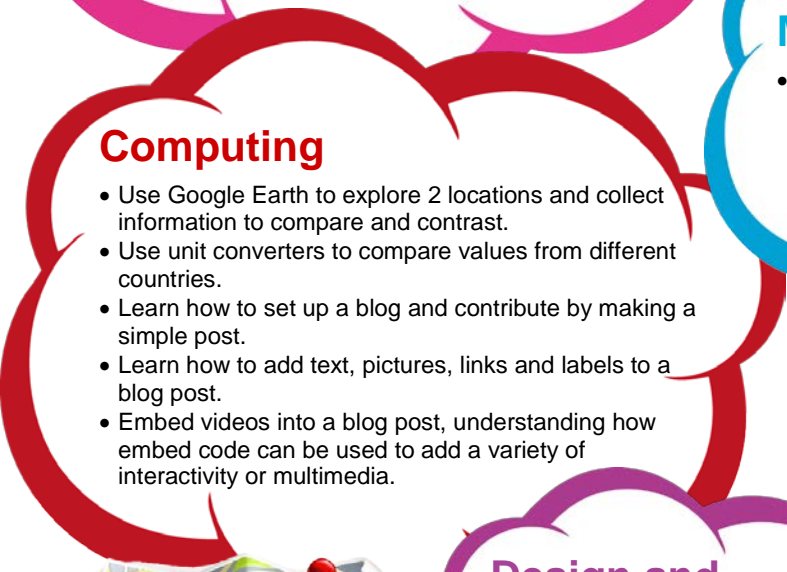 Computing
• Use Google Earth to explore 2 locations and collect
information to compare and contrast.
• Use unit converters to compare values from different
countries.
• Learn how to set up a blog and contribute by making a
simple post.
• Learn how to add text, pictures, links and labels to a
blog post.
• Embed videos into a blog post, understanding how
embed code can be used to add a variety of
interactivity or multimedia.
Design and